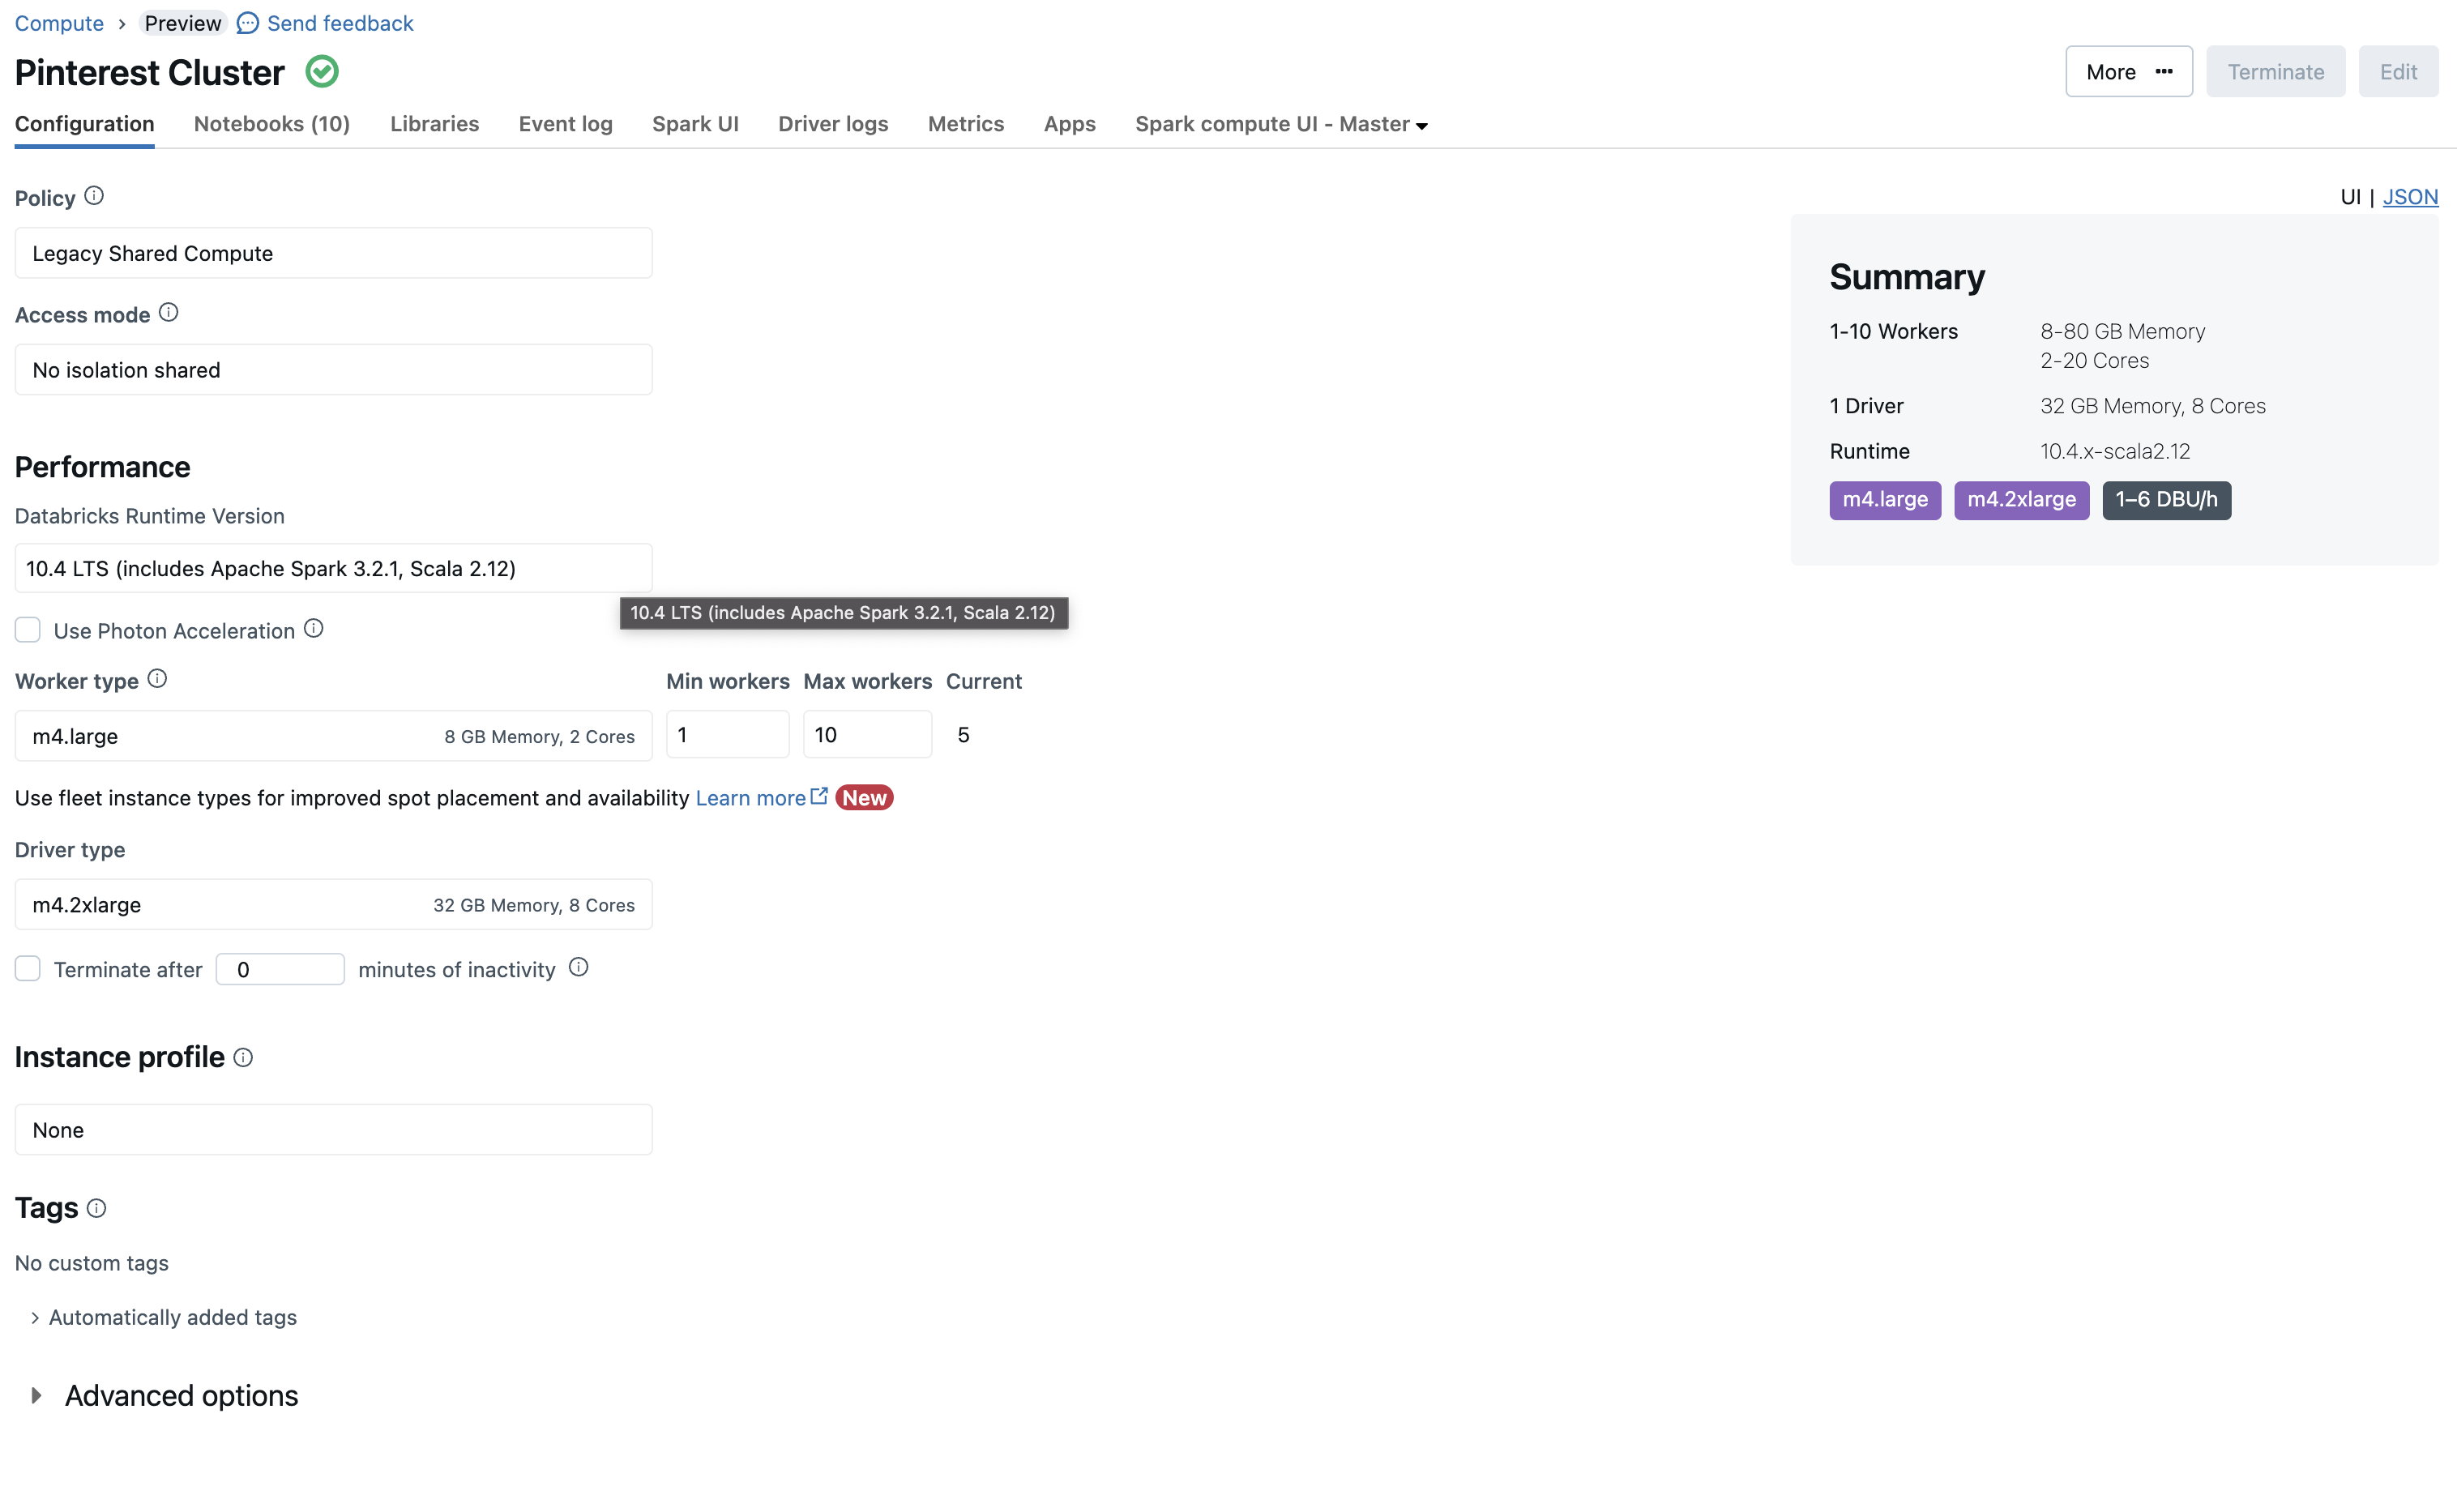 Compute > Preview Send feedback
Pinterest Cluster
More ••• Terminate Edit
Configuration Notebooks (10) Libraries Event log Spark UI Driver logs Metrics Apps Spark compute UI - Master
Policy
UI | JSON
Legacy Shared Compute
Access mode
No isolation shared
Summary
1-10 Workers 8-80 GB Memory
2-20 Cores
1 Driver 32 GB Memory, 8 Cores
Runtime 10.4.x-scala2.12
m4.large m4.2xlarge 1–6 DBU/h
Performance
Databricks Runtime Version
10.4 LTS (includes Apache Spark 3.2.1, Scala 2.12)
10.4 LTS (includes Apache Spark 3.2.1, Scala 2.12)
Use Photon Acceleration
Worker type Min workers Max workers Current
m4.large 8 GB Memory, 2 Cores 1 10 5
Use fleet instance types for improved spot placement and availability Learn more New
Driver type
m4.2xlarge 32 GB Memory, 8 Cores
Terminate after 0 minutes of inactivity
Instance profile
None
Tags
No custom tags
> Automatically added tags
Advanced options